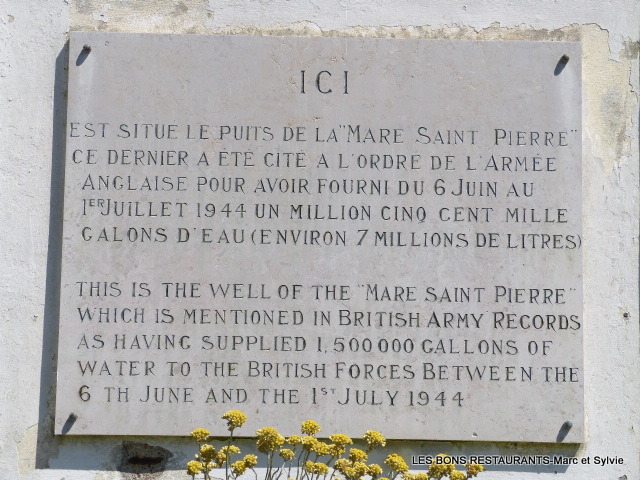 ICI
EST SITUE LE PUITS DE LA "MARE SAINT PIERRE"
CE DERNIER A ÉTÉ CITÉ A L'ORDRE DE L'ARMÉE
ANGLAISE POUR AVOIR FOURNI DU 6 JUIN AU
1ER JUILLET 1944 UN MILLION CINQ CENT MILLE
GALONS D'EAU (ENVIRON 7 MILLIONS DE LITRES)
THIS IS THE WELL OF THE "MARE SAINT PIERRE"
WHICH IS MENTIONED IN BRITISH ARMY RECORDS
AS HAVING SUPPLIED 1,500 000 GALLONS OF
WATER TO THE BRITISH FORCES BETWEEN THE
6 TH JUNE AND THE 1ST JULY 1944
LES BONS RESTAURANTS-Marc et Sylvie